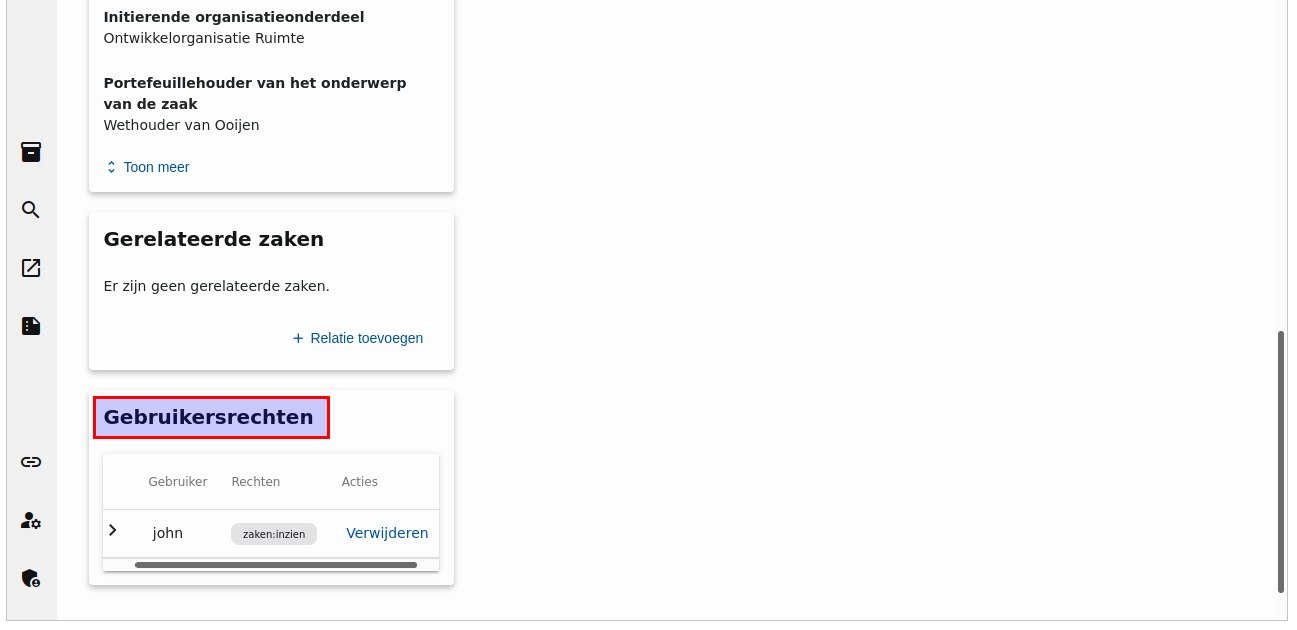 Initierende organisatieonderdeel
Ontwikkelorganisatie Ruimte
Portefeuillehouder van het onderwerp
van de zaak
Wethouder van Ooijen
Toon meer
Gerelateerde zaken
Er zijn geen gerelateerde zaken.
+ Relatie toevoegen
Gebruikersrechten
Gebruiker Rechten Acties
john zaken:inzien Verwijderen